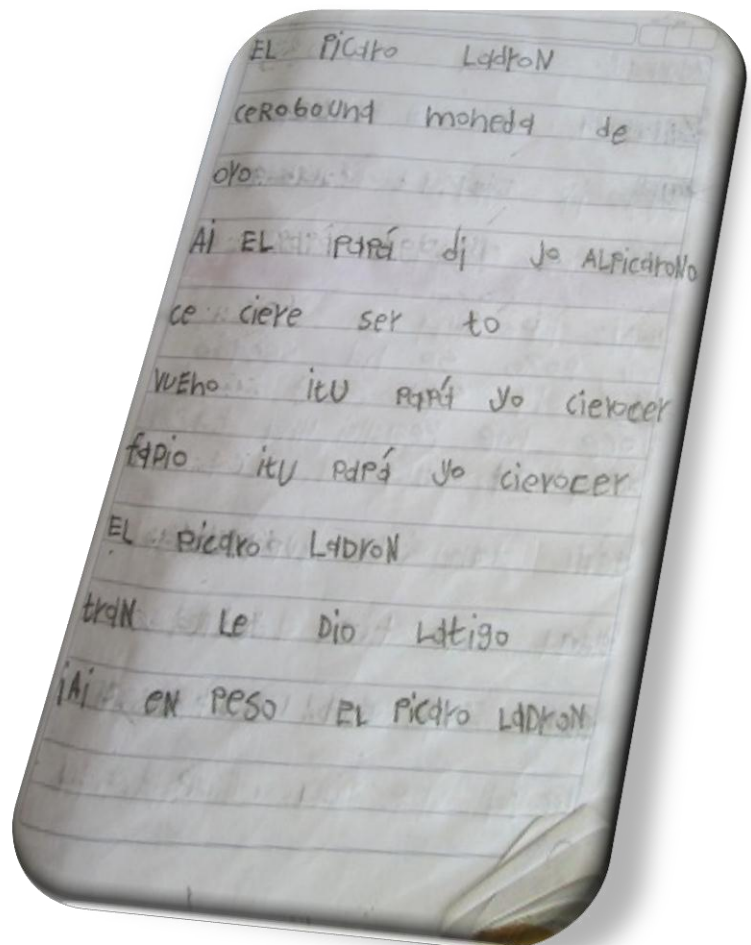 EL PicAro LadroN
ceRobouna moneda de
oro
Ai EL papá di jo ALPicaroNo
ce ciere ser to
VUEno itU papá yo cierocer
fapio itU papá yo cierocer
EL picaro LaDroN
traN Le Dio Latigo
iAi eN peso EL picaro LaDroN